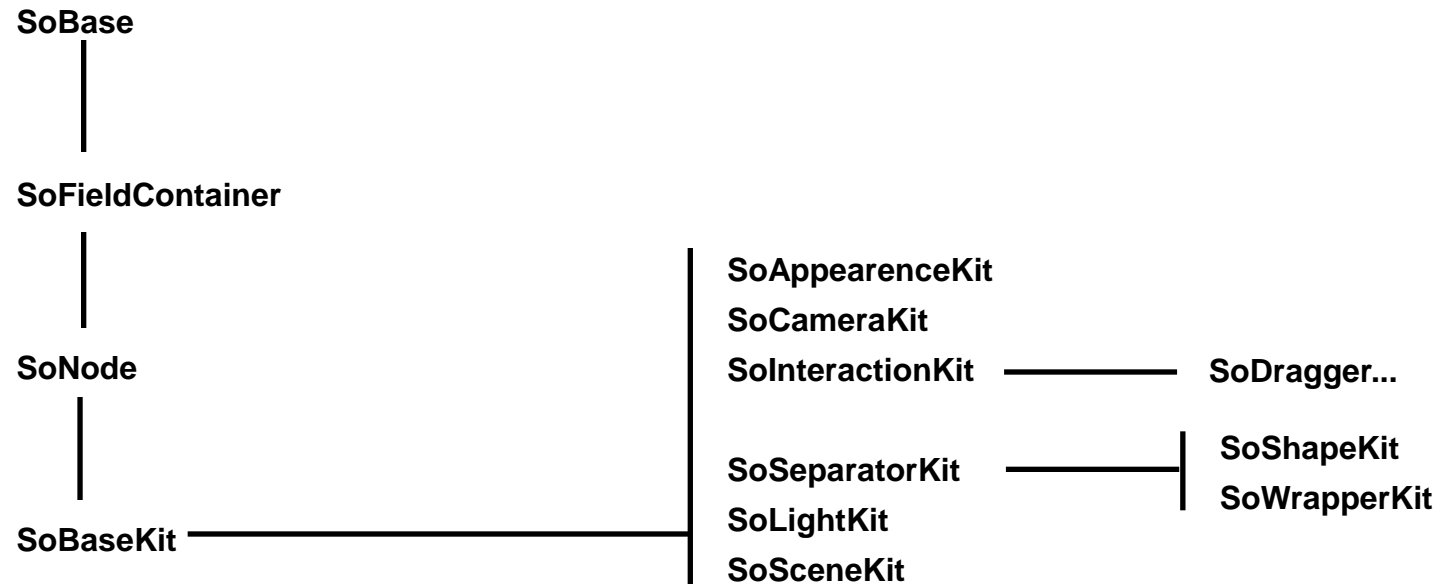 SoBase
SoFieldContainer
SoAppearenceKit
SoCameraKit
SoNode
SoInteractionKit
SoDragger...
SoShapeKit
SoSeparatorKit
SoWrapperKit
SoLightKit
SoBaseKit
SoSceneKit